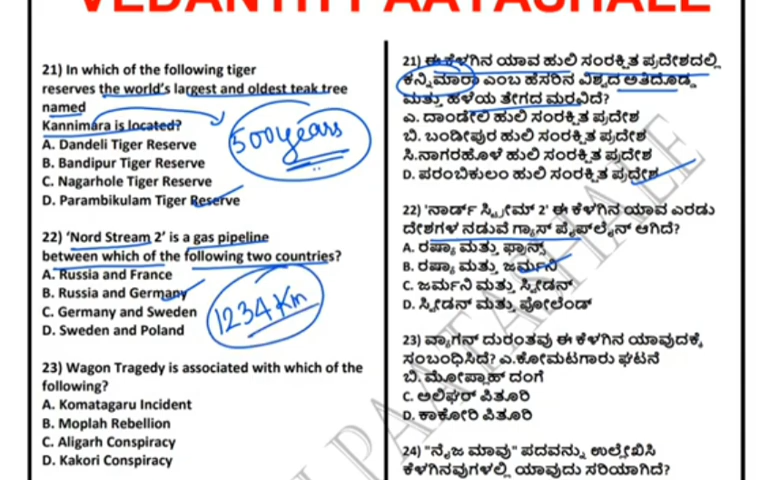 VEDANTH PAATASHALE
21) In which of the following tiger
reserves the world's largest and oldest teak tree
named
Kannimara is located?
A. Dandeli Tiger Reserve
B. Bandipur Tiger Reserve
C. Nagarhole Tiger Reserve
D. Parambikulam Tiger Reserve
500 years
22) 'Nord Stream 2' is a gas pipeline
between which of the following two countries?
A. Russia and France
B. Russia and Germany
C. Germany and Sweden
D. Sweden and Poland
1234 Km
23) Wagon Tragedy is associated with which of the
following?
A. Komatagaru Incident
B. Moplah Rebellion
C. Aligarh Conspiracy
D. Kakori Conspiracy
21) ಈ ಕೆಳಗಿನ ಯಾವ ಹುಲಿ ಸಂರಕ್ಷಿತ ಪ್ರದೇಶದಲ್ಲಿ
ಕನ್ನಿಮಾರಾ ಎಂಬ ಹೆಸರಿನ ವಿಶ್ವದ ಅತಿದೊಡ್ಡ
ಮತ್ತು ಹಳೆಯ ತೇಗದ ಮರವಿದೆ?
ಎ. ದಾಂಡೇಲಿ ಹುಲಿ ಸಂರಕ್ಷಿತ ಪ್ರದೇಶ
ಬಿ. ಬಂಡೀಪುರ ಹುಲಿ ಸಂರಕ್ಷಿತ ಪ್ರದೇಶ
ಸಿ.ನಾಗರಹೊಳೆ ಹುಲಿ ಸಂರಕ್ಷಿತ ಪ್ರದೇಶ
D. ಪರಂಬಿಕುಲಂ ಹುಲಿ ಸಂರಕ್ಷಿತ ಪ್ರದೇಶ
22) 'ನಾರ್ಡ್ ಸ್ಟ್ರೀಮ್ 2' ಈ ಕೆಳಗಿನ ಯಾವ ಎರಡು
ದೇಶಗಳ ನಡುವೆ ಗ್ಯಾಸ್ ಪೈಪ್‌ಲೈನ್ ಆಗಿದೆ?
A. ರಷ್ಯಾ ಮತ್ತು ಫ್ರಾನ್ಸ್
B. ರಷ್ಯಾ ಮತ್ತು ಜರ್ಮನಿ
C. ಜರ್ಮನಿ ಮತ್ತು ಸ್ವೀಡನ್
D. ಸ್ವೀಡನ್ ಮತ್ತು ಪೋಲೆಂಡ್
23) ವ್ಯಾಗನ್ ದುರಂತವು ಈ ಕೆಳಗಿನ ಯಾವುದಕ್ಕೆ
ಸಂಬಂಧಿಸಿದೆ? ಎ.ಕೋಮಟಗಾರು ಘಟನೆ
ಬಿ. ಮೋಪ್ಲಾಹ್ ದಂಗೆ
C. ಅಲಿಘರ್ ಪಿತೂರಿ
D. ಕಾಕೋರಿ ಪಿತೂರಿ
24) "ನೈಜ ಮಾವು" ಪದವನ್ನು ಉಲ್ಲೇಖಿಸಿ
ಕೆಳಗಿನವುಗಳಲ್ಲಿ ಯಾವುದು ಸರಿಯಾಗಿದೆ?